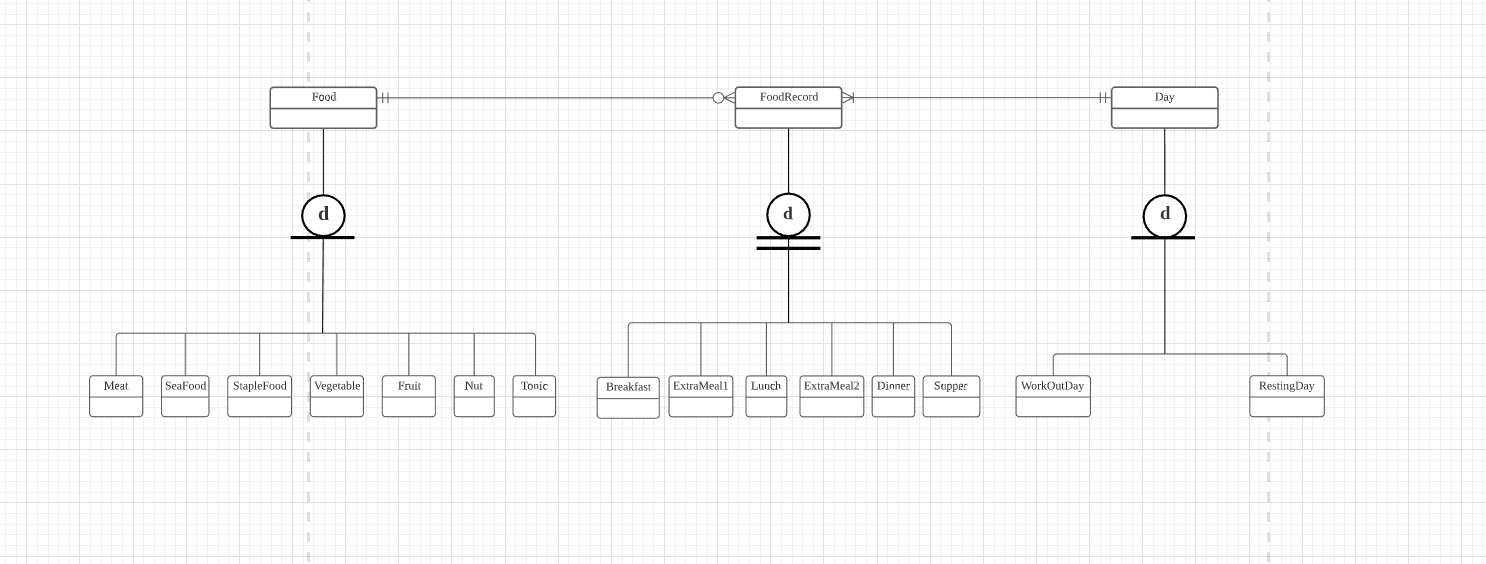 Food
FoodRecord
Day
d
d
d
Meat
SeaFood
StapleFood
Vegetable
Fruit
Nut
Tonic
Breakfast
ExtraMeal1
Lunch
ExtraMeal2
Dinner
Supper
WorkOutDay
RestingDay